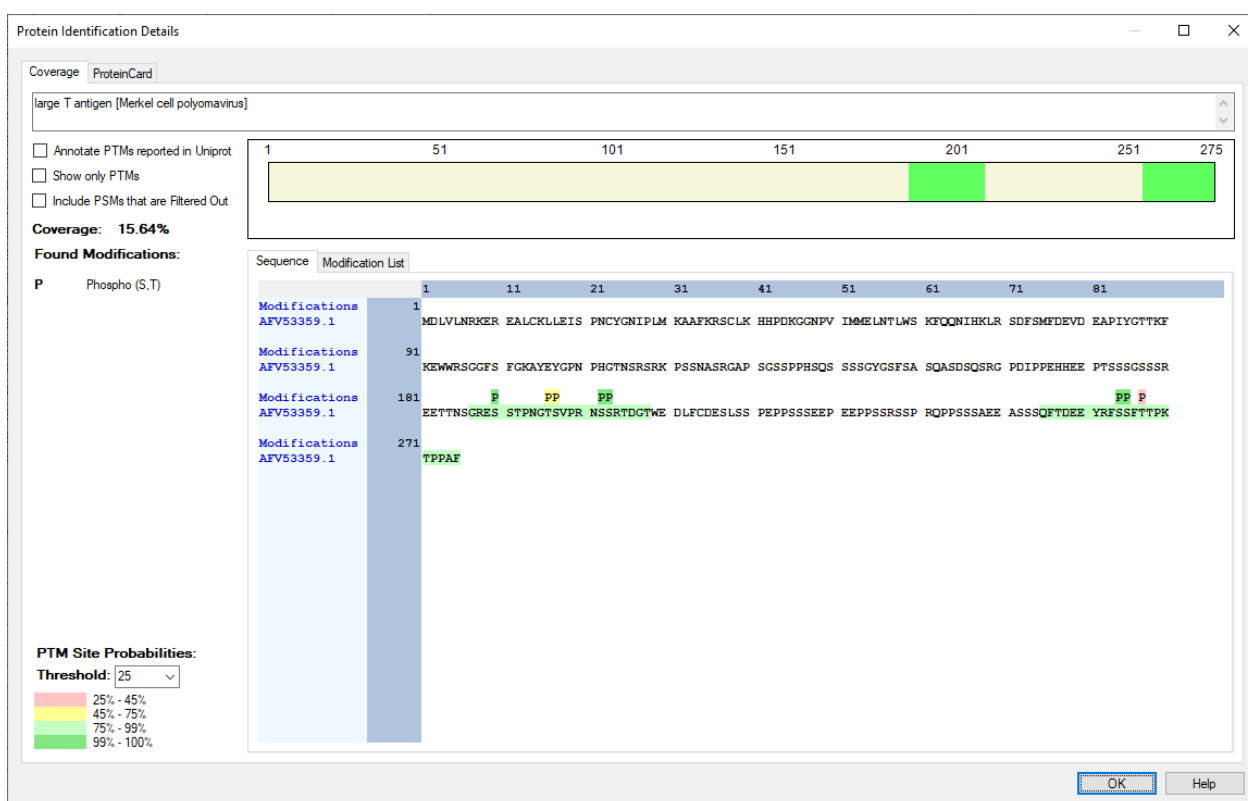 Protein Identification Details
Coverage ProteinCard
large T antigen [Merkel cell polyomavirus]
Annotate PTMs reported in Uniprot
Show only PTMs
Include PSMs that are Filtered Out
Coverage: 15.64%
Found Modifications:
P Phospho (S,T)
1 51 101 151 201 251 275
Sequence Modification List
1 11 21 31 41 51 61 71 81
Modifications 1
AFV53359.1 MDLVLNRKER EALCKLLEIS PNCYGNIPLM KAAFKRSCLK HHPDKGGNPV IMMELNTLWS KFQQNIHKLR SDFSMFDEVD EAPIYGTTKF
Modifications 91
AFV53359.1 KEWWRSGGFS FGKAYEYGPN PHGTNSRSRK PSSNASRGAP SGSSPPHSQS SSSGYGSFSA SQASDSQSRG PDIPPEHHEE PTSSSGSSSR
Modifications 181 P PP PP PP P
AFV53359.1 EETTNSGRES STPNGTSVPR NSSRTDGTWE DLFCDESLSS PEPPSSSEEP EEPPSSRSSP RQPPSSSAEE ASSSQFTDEE YRFSSFTTPK
Modifications 271
AFV53359.1 TPPAF
PTM Site Probabilities:
Threshold: 25
25% - 45%
45% - 75%
75% - 99%
99% - 100%
OK Help